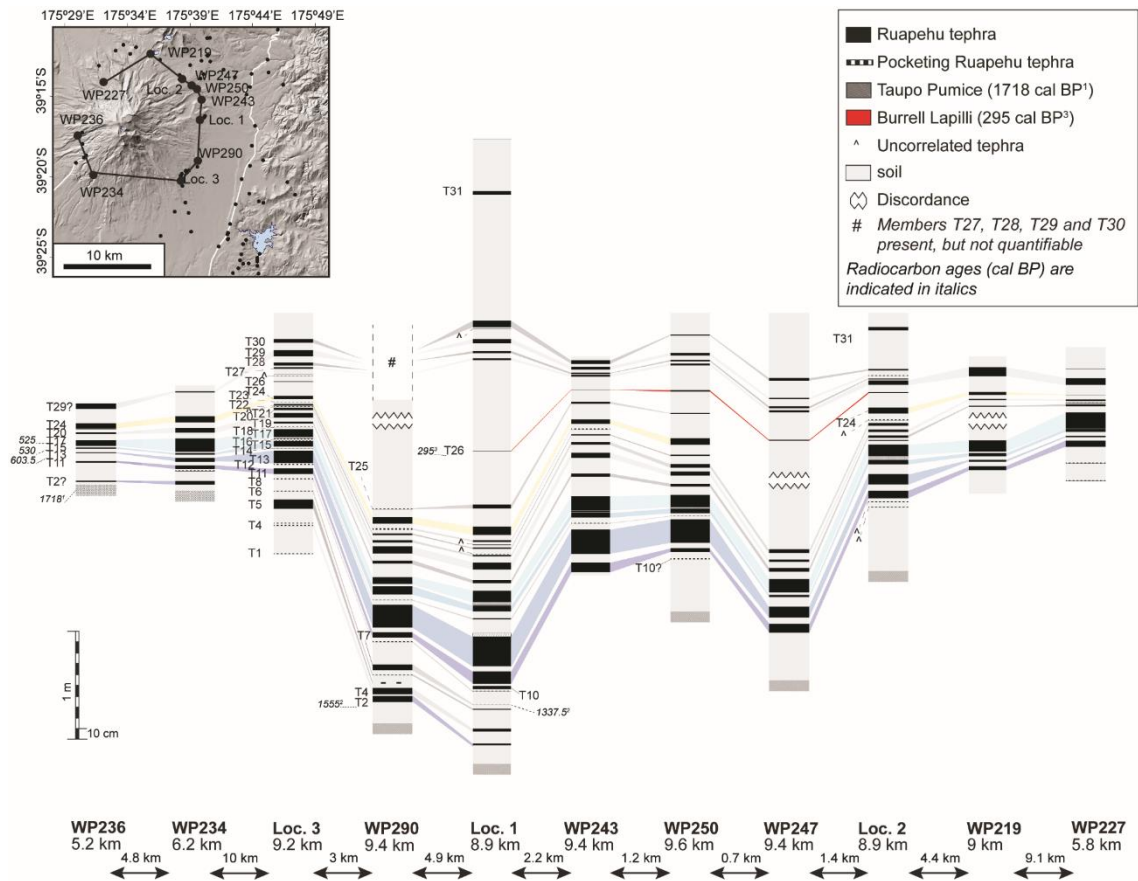 175º29'E 175º34'E 175º39'E 175º44'E 175º49'E
39º15'S
39º20'S
39º25'S
WP219
WP247
Loc. 2
WP250
WP227
WP243
WP236
Loc. 1
WP290
WP234
Loc. 3
10 km
Ruapehu tephra
Pocketing Ruapehu tephra
Taupo Pumice (1718 cal BP¹)
Burrell Lapilli (295 cal BP³)
^ Uncorrelated tephra
soil
Discordance
# Members T27, T28, T29 and T30
present, but not quantifiable
Radiocarbon ages (cal BP) are
indicated in italics
T29?
T24
T20
525
T17
530
603.5
T11
T2?
1718¹
T30
T29
T28
T27
^
T26
T24
T23
T22
T21
T20
T19
T18
T17
T16
T15
T14
T13
T12
T11
T8
T6
T5
T4
T1
#
T25
T7
T4
1555² T2
T31
^
295³ T26
^
^
T10
1337.5²
T10?
T31
T24
^
^
^
1 m
10 cm
WP236 WP234 Loc. 3 WP290 Loc. 1 WP243 WP250 WP247 Loc. 2 WP219 WP227
5.2 km 6.2 km 9.2 km 9.4 km 8.9 km 9.4 km 9.6 km 9.4 km 8.9 km 9 km 5.8 km
4.8 km 10 km 3 km 4.9 km 2.2 km 1.2 km 0.7 km 1.4 km 4.4 km 9.1 km